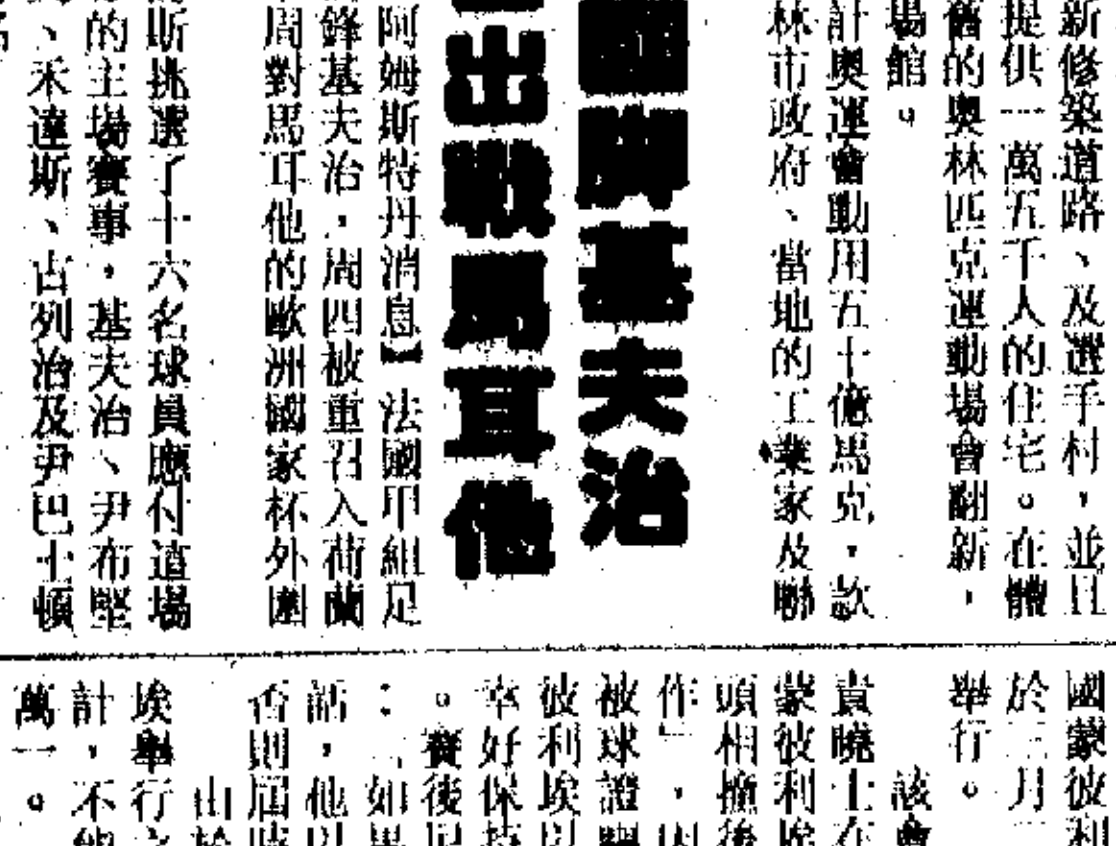 新修築道路、及選手村，並且
提供一萬五千人的住宅。在體
舊的奧林匹克運動場會翻新，
場館。
計奧運會動用五十億馬克，款
林市政府、當地的工業家及聯
脚基夫治
出戰馬耳他
阿姆斯特丹消息】法國甲組足
鋒基夫治，周四被重召入荷蘭
周對馬耳他的歐洲國家杯外圍
斯挑選了十六名球員應付這場
的主場賽事，基夫治、尹布堅
、禾達斯、古列治及尹巴士頓
國蒙彼利
於三月二
舉行。
該會
責曉士在
蒙彼利埃
頭相撞後
作」，因
被球證
彼利埃以
幸好保持
。賽後尼
：「如果
話，他以
否則屆時
由於
埃舉行之
計，不
萬一。